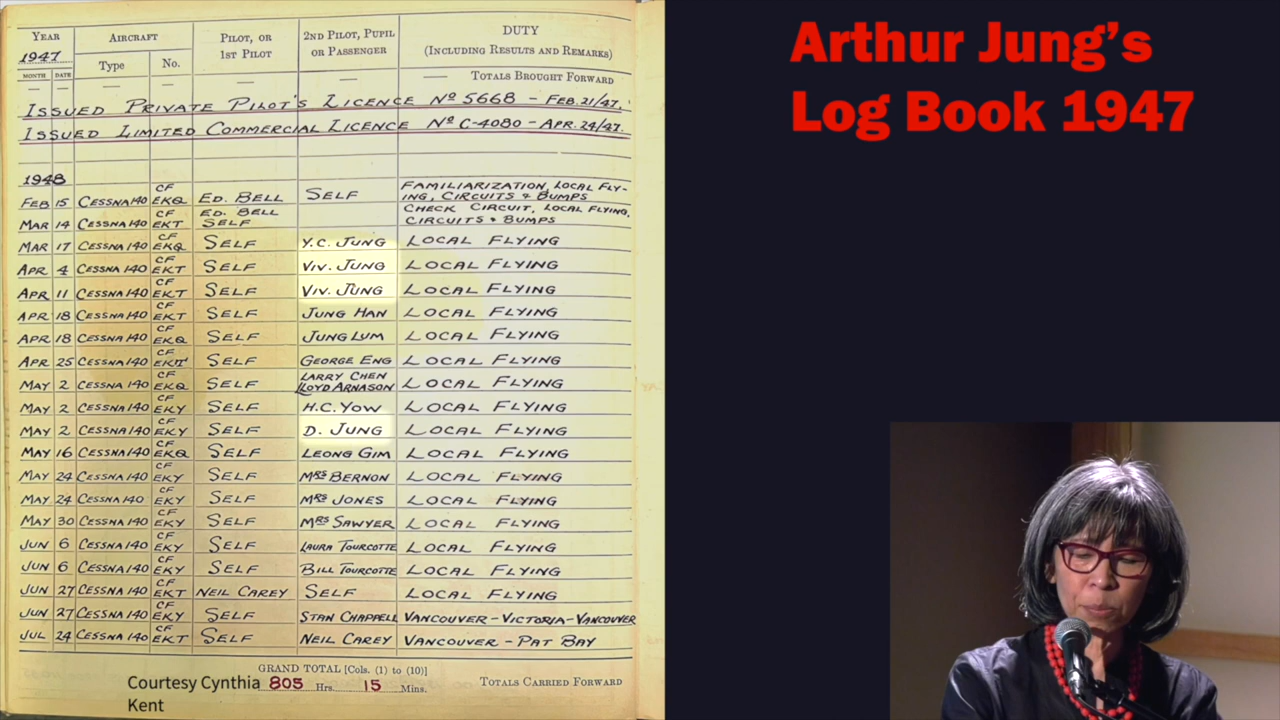 Arthur Jung's
Log Book 1947
YEAR AIRCRAFT PILOT, OR 1ST PILOT 2ND PILOT, PUPIL OR PASSENGER DUTY (INCLUDING RESULTS AND REMARKS)
1947 Type No.
MONTH DATE — — — — — TOTALS BROUGHT FORWARD
ISSUED PRIVATE PILOT'S LICENCE Nº 5668 - FEB. 21/47.
ISSUED LIMITED COMMERCIAL LICENCE Nº C-4080 - APR. 24/47.
1948
FEB 15 CESSNA 140 CF EKQ ED. BELL SELF FAMILIARIZATION, LOCAL FLYING, CIRCUITS & BUMPS
MAR 14 CESSNA 140 CF EKT ED. BELL SELF CHECK CIRCUIT, LOCAL FLYING, CIRCUITS & BUMPS
MAR 17 CESSNA 140 CF EKQ SELF Y.C. JUNG LOCAL FLYING
APR 4 CESSNA 140 CF EKT SELF VIV. JUNG LOCAL FLYING
APR 11 CESSNA 140 CF EKT SELF VIV. JUNG LOCAL FLYING
APR 18 CESSNA 140 CF EKT SELF JUNG HAN LOCAL FLYING
APR 18 CESSNA 140 CF EKQ SELF JUNG LUM LOCAL FLYING
APR 25 CESSNA 140 CF EKT SELF GEORGE ENG LOCAL FLYING
MAY 2 CESSNA 140 CF EKQ SELF LARRY CHEN LLOYD ARNASON LOCAL FLYING
MAY 2 CESSNA 140 CF EKY SELF H.C. YOW LOCAL FLYING
MAY 2 CESSNA 140 CF EKY SELF D. JUNG LOCAL FLYING
MAY 16 CESSNA 140 CF EKQ SELF LEONG GIM LOCAL FLYING
MAY 24 CESSNA 140 CF EKY SELF MRS BERNON LOCAL FLYING
MAY 24 CESSNA 140 CF EKY SELF MRS JONES LOCAL FLYING
MAY 30 CESSNA 140 CF EKY SELF MRS SAWYER LOCAL FLYING
JUN 6 CESSNA 140 CF EKY SELF LAURA TOURCOTTE LOCAL FLYING
JUN 6 CESSNA 140 CF EKY SELF BILL TOURCOTTE LOCAL FLYING
JUN 27 CESSNA 140 CF EKT NEIL CAREY SELF LOCAL FLYING
JUN 27 CESSNA 140 CF EKY SELF STAN CHAPPELL VANCOUVER - VICTORIA - VANCOUVER
JUL 24 CESSNA 140 CF EKT SELF NEIL CAREY VANCOUVER - PAT BAY
GRAND TOTAL [Cols. (1) to (10)]
805 Hrs. 15 Mins. TOTALS CARRIED FORWARD
Courtesy Cynthia
Kent